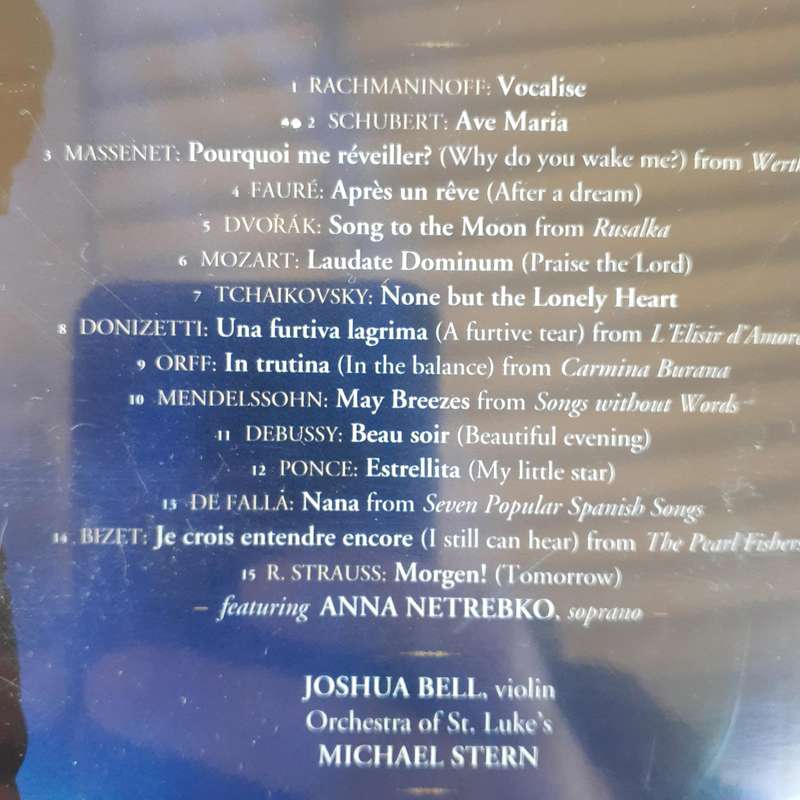 1 RACHMANINOFF: Vocalise
2 SCHUBERT: Ave Maria
3 MASSENET: Pourquoi me réveiller? (Why do you wake me?) from Werth
4 FAURÉ: Après un rêve (After a dream)
5 DVOŘÁK: Song to the Moon from Rusalka
6 MOZART: Laudate Dominum (Praise the Lord)
7 TCHAIKOVSKY: None but the Lonely Heart
8 DONIZETTI: Una furtiva lagrima (A furtive tear) from L'Elisir d'Amore
9 ORFF: In trutina (In the balance) from Carmina Burana
10 MENDELSSOHN: May Breezes from Songs without Words
11 DEBUSSY: Beau soir (Beautiful evening)
12 PONCE: Estrellita (My little star)
13 DE FALLA: Nana from Seven Popular Spanish Songs
14 BIZET: Je crois entendre encore (I still can hear) from The Pearl Fishers
15 R. STRAUSS: Morgen! (Tomorrow)
– featuring ANNA NETREBKO, soprano –
JOSHUA BELL, violin
Orchestra of St. Luke's
MICHAEL STERN